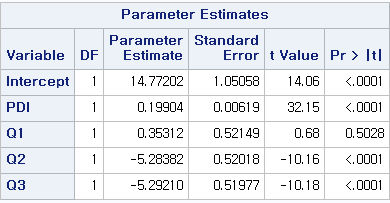 Parameter Estimates
Variable DF Parameter Estimate Standard Error t Value Pr > |t|
Intercept 1 14.77202 1.05058 14.06 <.0001
PDI 1 0.19904 0.00619 32.15 <.0001
Q1 1 0.35312 0.52149 0.68 0.5028
Q2 1 -5.28382 0.52018 -10.16 <.0001
Q3 1 -5.29210 0.51977 -10.18 <.0001